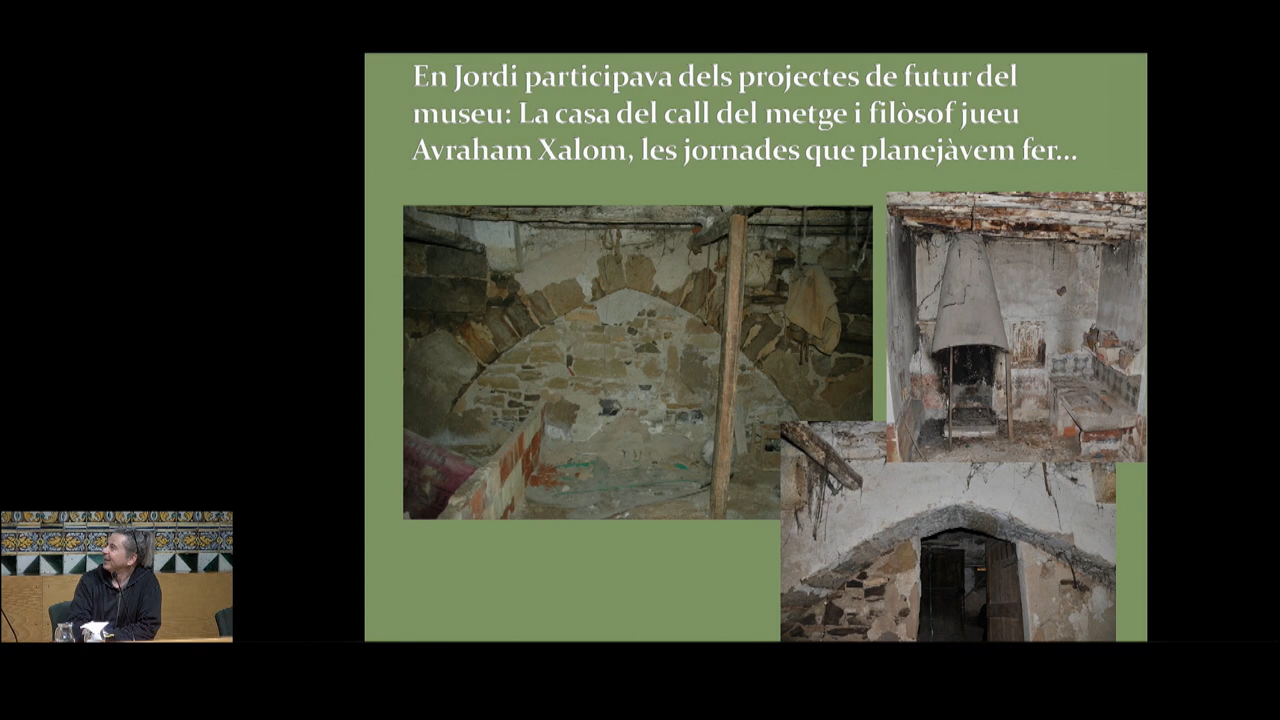 En Jordi participava dels projectes de futur del
museu: La casa del call del metge i filòsof jueu
Avraham Xalom, les jornades que planejàvem fer...